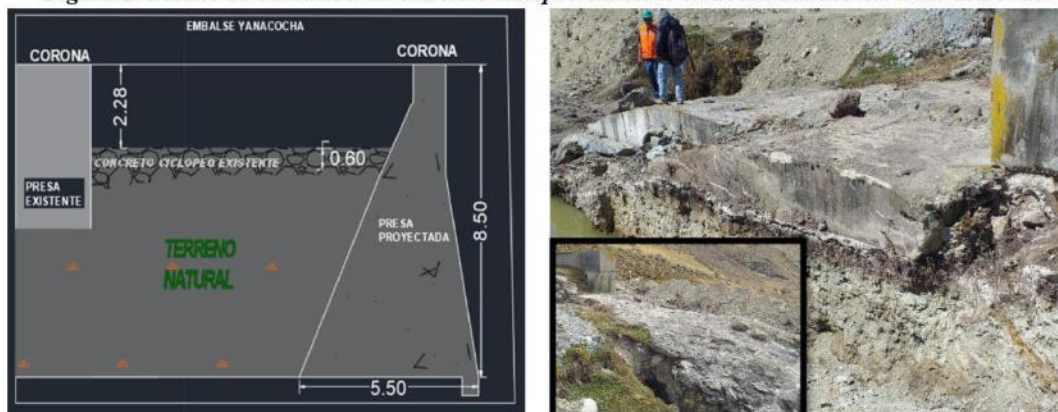 EMBALSE YANACOCHA
CORONA
CORONA
2.28
CONCRETO CICLOPEO EXISTENTE
0.60
PRESA
EXISTENTE
PRESA
PROYECTADA
8.50
TERRENO
NATURAL
5.50